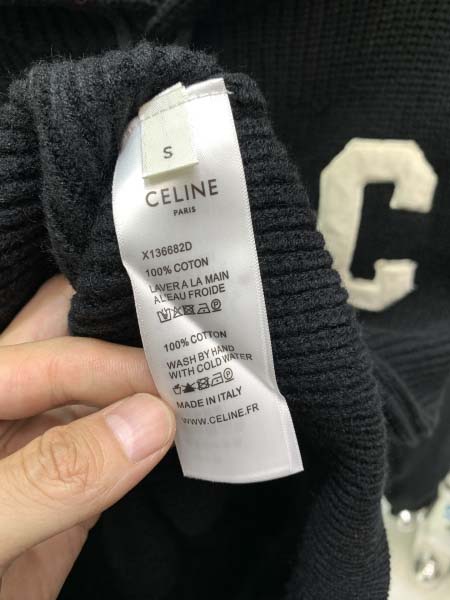 S
CELINE
PARIS
X136682D
100% COTON
LAVER A LA MAIN
A L'EAU FROIDE
100% COTTON
WASH BY HAND
WITH COLD WATER
MADE IN ITALY
WWW.CELINE.FR
C